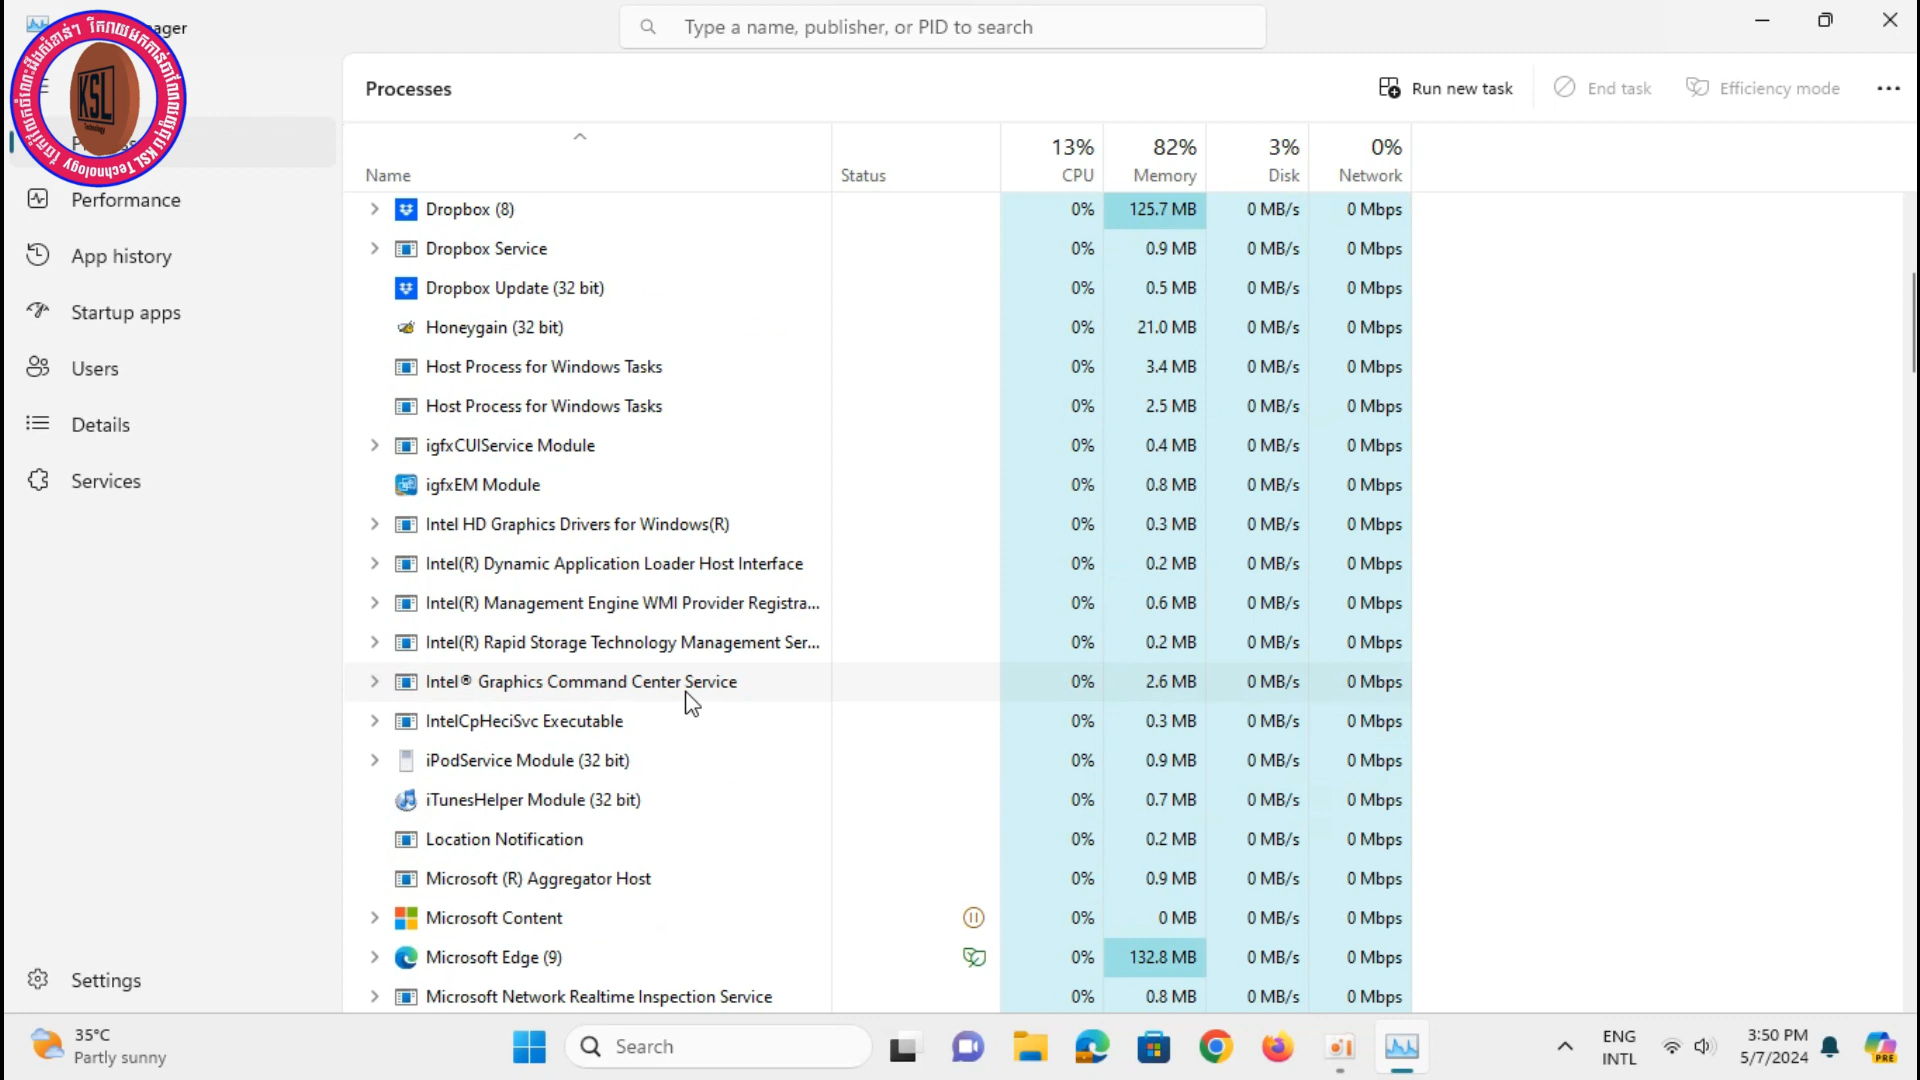 ager
Type a name, publisher, or PID to search
KSL
Technology
KSL Technology
Processes
Run new task
End task
Efficiency mode
Performance
App history
Startup apps
Users
Details
Services
Settings
Name
Status
13% CPU
82% Memory
3% Disk
0% Network
Dropbox (8) 0% 125.7 MB 0 MB/s 0 Mbps
Dropbox Service 0% 0.9 MB 0 MB/s 0 Mbps
Dropbox Update (32 bit) 0% 0.5 MB 0 MB/s 0 Mbps
Honeygain (32 bit) 0% 21.0 MB 0 MB/s 0 Mbps
Host Process for Windows Tasks 0% 3.4 MB 0 MB/s 0 Mbps
Host Process for Windows Tasks 0% 2.5 MB 0 MB/s 0 Mbps
igfxCUIService Module 0% 0.4 MB 0 MB/s 0 Mbps
igfxEM Module 0% 0.8 MB 0 MB/s 0 Mbps
Intel HD Graphics Drivers for Windows(R) 0% 0.3 MB 0 MB/s 0 Mbps
Intel(R) Dynamic Application Loader Host Interface 0% 0.2 MB 0 MB/s 0 Mbps
Intel(R) Management Engine WMI Provider Registra... 0% 0.6 MB 0 MB/s 0 Mbps
Intel(R) Rapid Storage Technology Management Ser... 0% 0.2 MB 0 MB/s 0 Mbps
Intel® Graphics Command Center Service 0% 2.6 MB 0 MB/s 0 Mbps
IntelCpHeciSvc Executable 0% 0.3 MB 0 MB/s 0 Mbps
iPodService Module (32 bit) 0% 0.9 MB 0 MB/s 0 Mbps
iTunesHelper Module (32 bit) 0% 0.7 MB 0 MB/s 0 Mbps
Location Notification 0% 0.2 MB 0 MB/s 0 Mbps
Microsoft (R) Aggregator Host 0% 0.9 MB 0 MB/s 0 Mbps
Microsoft Content 0% 0 MB 0 MB/s 0 Mbps
Microsoft Edge (9) 0% 132.8 MB 0 MB/s 0 Mbps
Microsoft Network Realtime Inspection Service 0% 0.8 MB 0 MB/s 0 Mbps
35°C
Partly sunny
Search
ENG
INTL
3:50 PM
5/7/2024
PRE